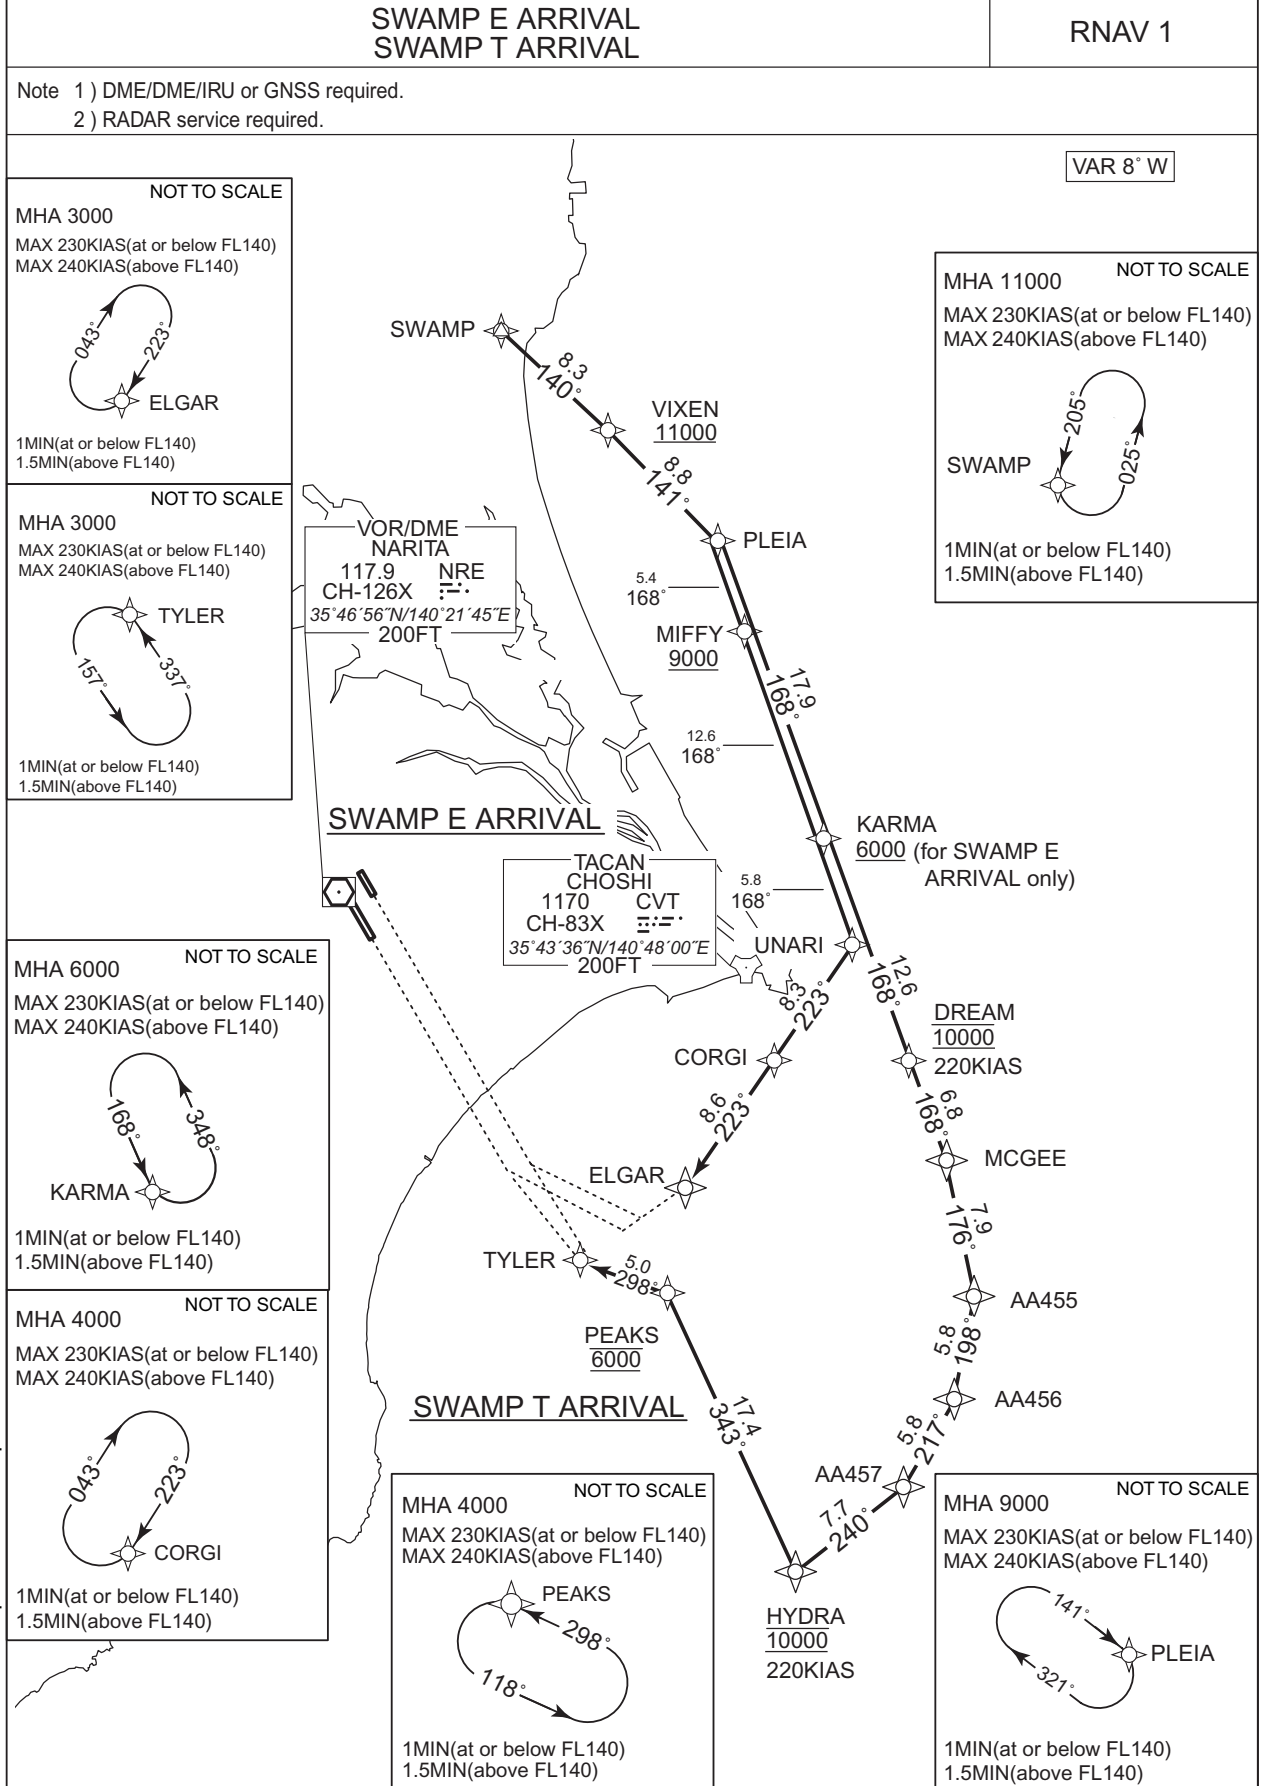 SWAMP E ARRIVAL
SWAMP T ARRIVAL
RNAV 1
Note 1 ) DME/DME/IRU or GNSS required.
2 ) RADAR service required.
VAR 8° W
NOT TO SCALE
MHA 3000
MAX 230KIAS(at or below FL140)
MAX 240KIAS(above FL140)
043°
223°
ELGAR
1MIN(at or below FL140)
1.5MIN(above FL140)
NOT TO SCALE
MHA 3000
MAX 230KIAS(at or below FL140)
MAX 240KIAS(above FL140)
TYLER
157°
337°
1MIN(at or below FL140)
1.5MIN(above FL140)
NOT TO SCALE
MHA 11000
MAX 230KIAS(at or below FL140)
MAX 240KIAS(above FL140)
205°
025°
SWAMP
1MIN(at or below FL140)
1.5MIN(above FL140)
SWAMP
8.3
140°
VIXEN
11000
8.8
141°
PLEIA
VOR/DME
NARITA
117.9 NRE
CH-126X
35°46´56˝N/140°21´45˝E
200FT
5.4
168°
MIFFY
9000
17.9
168°
12.6
168°
SWAMP E ARRIVAL
KARMA
6000 (for SWAMP E
ARRIVAL only)
TACAN
CHOSHI
1170 CVT
CH-83X
35°43´36˝N/140°48´00˝E
200FT
5.8
168°
UNARI
8.3
223°
12.6
168°
DREAM
10000
220KIAS
CORGI
8.6
223°
6.8
168°
MCGEE
ELGAR
7.9
176°
TYLER
5.0
298°
AA455
PEAKS
6000
5.8
198°
SWAMP T ARRIVAL
17.4
343°
AA456
5.8
217°
AA457
7.7
240°
HYDRA
10000
220KIAS
NOT TO SCALE
MHA 6000
MAX 230KIAS(at or below FL140)
MAX 240KIAS(above FL140)
168°
348°
KARMA
1MIN(at or below FL140)
1.5MIN(above FL140)
NOT TO SCALE
MHA 4000
MAX 230KIAS(at or below FL140)
MAX 240KIAS(above FL140)
043°
223°
CORGI
1MIN(at or below FL140)
1.5MIN(above FL140)
NOT TO SCALE
MHA 4000
MAX 230KIAS(at or below FL140)
MAX 240KIAS(above FL140)
PEAKS
298°
118°
1MIN(at or below FL140)
1.5MIN(above FL140)
NOT TO SCALE
MHA 9000
MAX 230KIAS(at or below FL140)
MAX 240KIAS(above FL140)
141°
PLEIA
321°
1MIN(at or below FL140)
1.5MIN(above FL140)